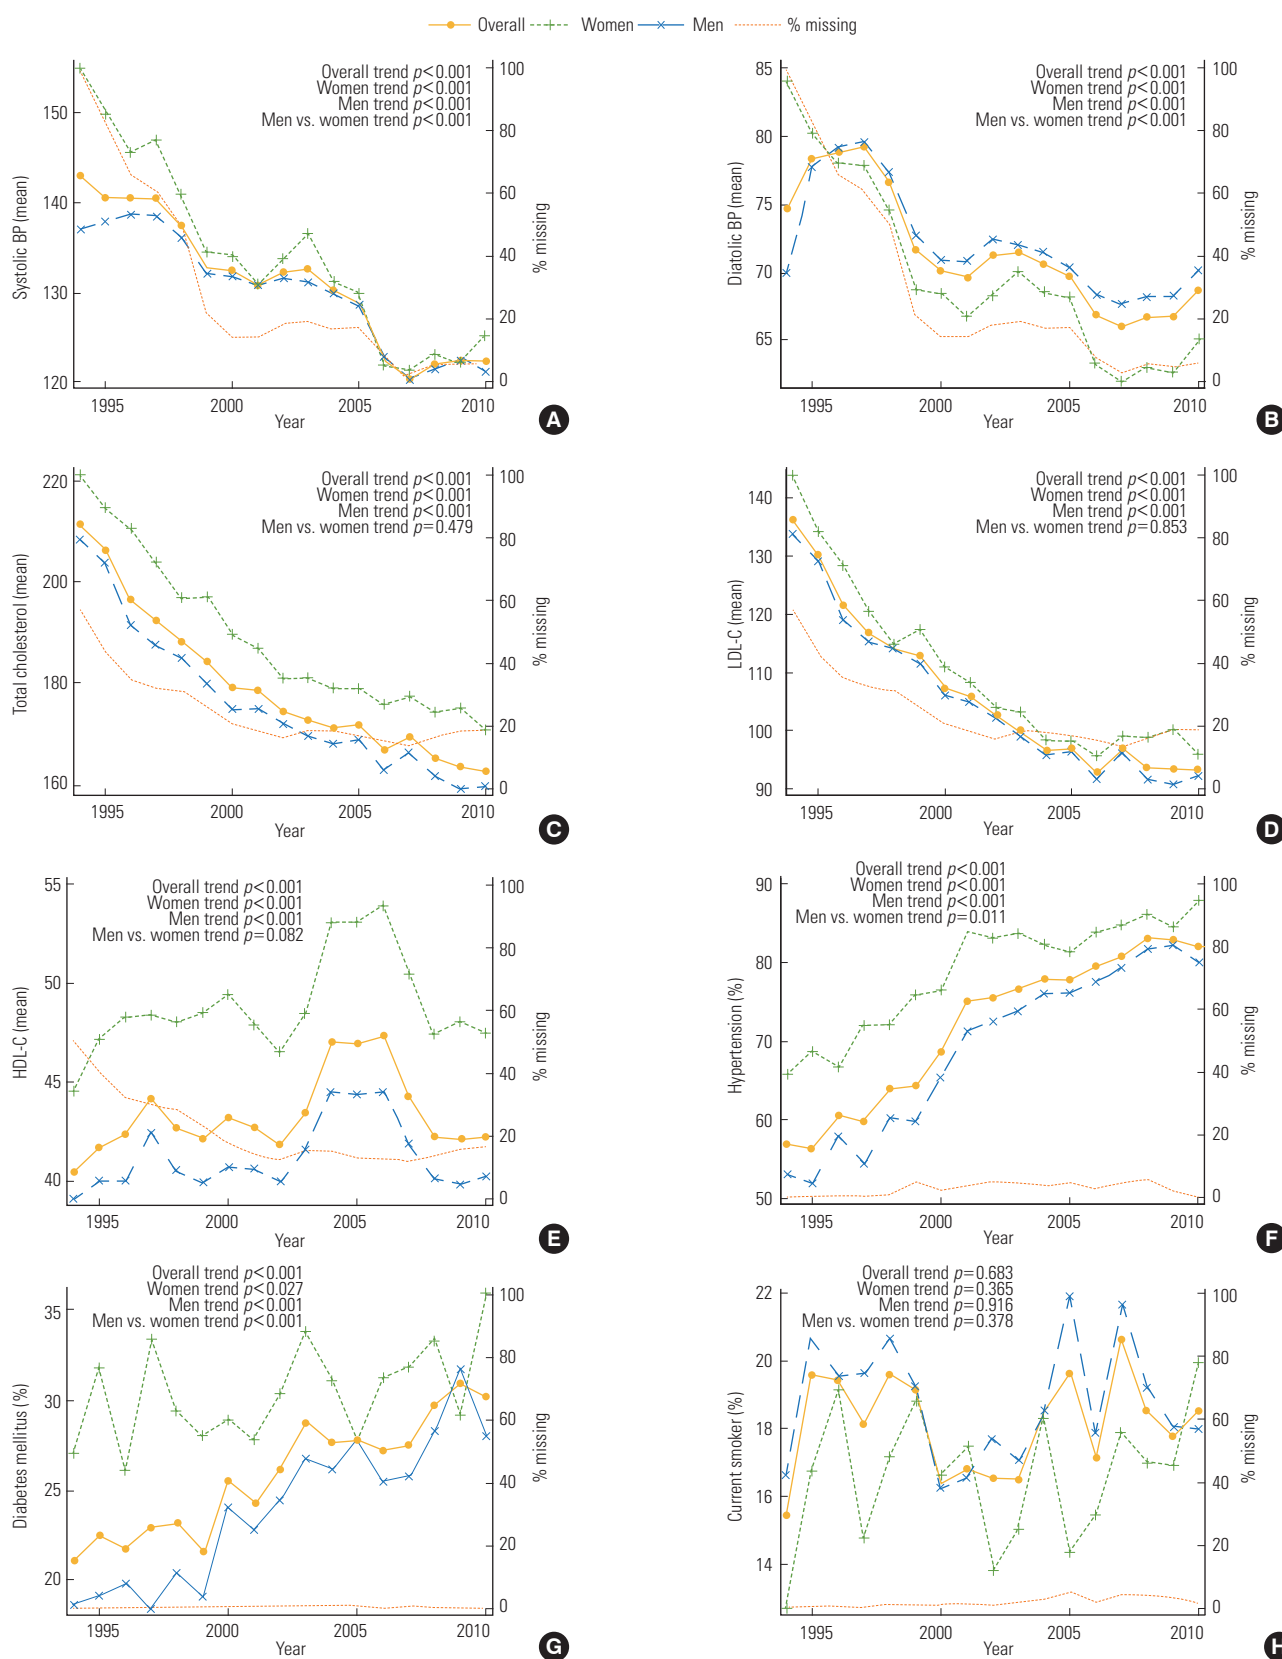 Overall Women Men % missing
Overall trend p<0.001
Women trend p<0.001
Men trend p<0.001
Men vs. women trend p<0.001
Systolic BP (mean)
150
140
130
120
100
80
60
40
20
0
% missing
1995 2000 2005 2010
Year
A
Overall trend p<0.001
Women trend p<0.001
Men trend p<0.001
Men vs. women trend p<0.001
Diatolic BP (mean)
85
80
75
70
65
100
80
60
40
20
0
% missing
1995 2000 2005 2010
Year
B
Overall trend p<0.001
Women trend p<0.001
Men trend p<0.001
Men vs. women trend p=0.479
Total cholesterol (mean)
220
200
180
160
100
80
60
40
20
0
% missing
1995 2000 2005 2010
Year
C
Overall trend p<0.001
Women trend p<0.001
Men trend p<0.001
Men vs. women trend p=0.853
LDL-C (mean)
140
130
120
110
100
90
100
80
60
40
20
0
% missing
1995 2000 2005 2010
Year
D
Overall trend p<0.001
Women trend p<0.001
Men trend p<0.001
Men vs. women trend p=0.082
HDL-C (mean)
55
50
45
40
100
80
60
40
20
0
% missing
1995 2000 2005 2010
Year
E
Overall trend p<0.001
Women trend p<0.001
Men trend p<0.001
Men vs. women trend p=0.011
Hypertension (%)
90
80
70
60
50
100
80
60
40
20
0
% missing
1995 2000 2005 2010
Year
F
Overall trend p<0.001
Women trend p<0.027
Men trend p<0.001
Men vs. women trend p<0.001
Diabetes mellitus (%)
35
30
25
20
100
80
60
40
20
0
% missing
1995 2000 2005 2010
Year
G
Overall trend p=0.683
Women trend p=0.365
Men trend p=0.916
Men vs. women trend p=0.378
Current smoker (%)
22
20
18
16
14
100
80
60
40
20
0
% missing
1995 2000 2005 2010
Year
H